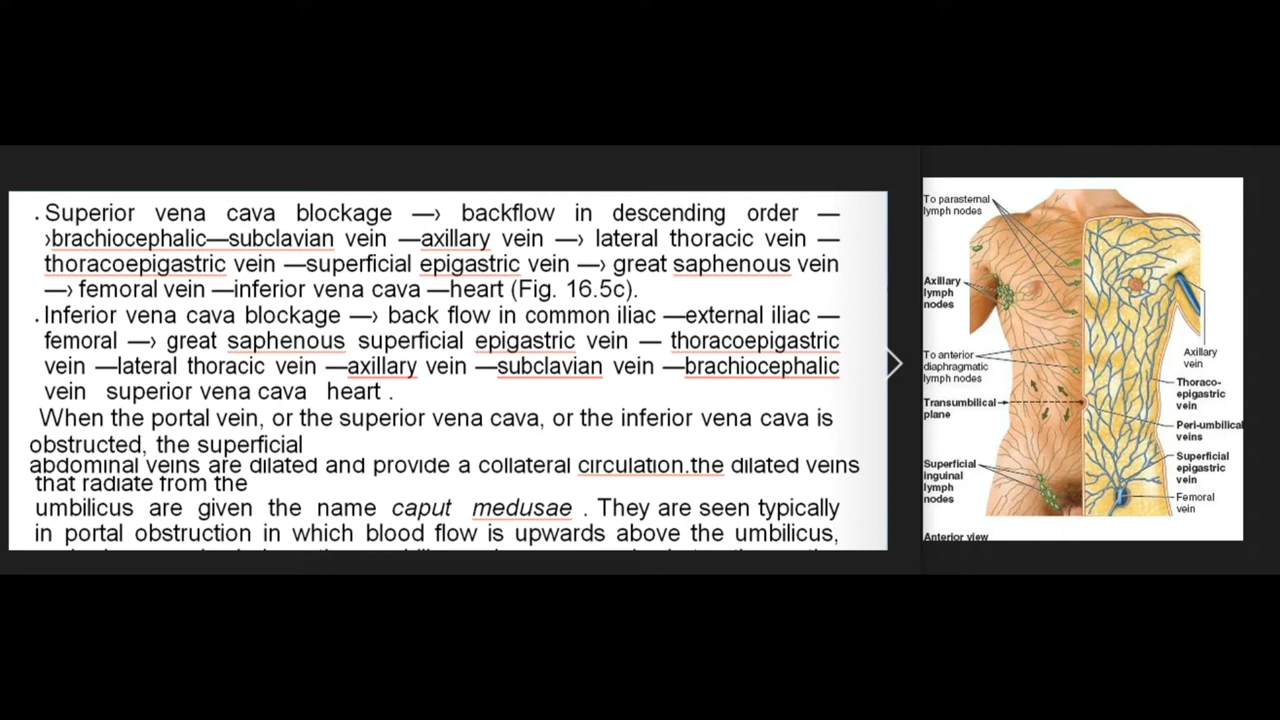 . Superior vena cava blockage —› backflow in descending order —
›brachiocephalic—subclavian vein —axillary vein —› lateral thoracic vein —
thoracoepigastric vein —superficial epigastric vein —› great saphenous vein
—› femoral vein —inferior vena cava —heart (Fig. 16.5c).
. Inferior vena cava blockage —› back flow in common iliac —external iliac —
femoral —› great saphenous superficial epigastric vein — thoracoepigastric
vein —lateral thoracic vein —axillary vein —subclavian vein —brachiocephalic
vein superior vena cava heart .
When the portal vein, or the superior vena cava, or the inferior vena cava is
obstructed, the superficial
abdominal veins are dilated and provide a collateral circulation.the dilated veins
that radiate from the
umbilicus are given the name caput medusae . They are seen typically
in portal obstruction in which blood flow is upwards above the umbilicus,
To parasternal
lymph nodes
Axillary
lymph
nodes
To anterior
diaphragmatic
lymph nodes
Transumbilical
plane
Superficial
inguinal
lymph
nodes
Anterior view
Axillary
vein
Thoraco-
epigastric
vein
Peri-umbilical
veins
Superficial
epigastric
vein
Femoral
vein